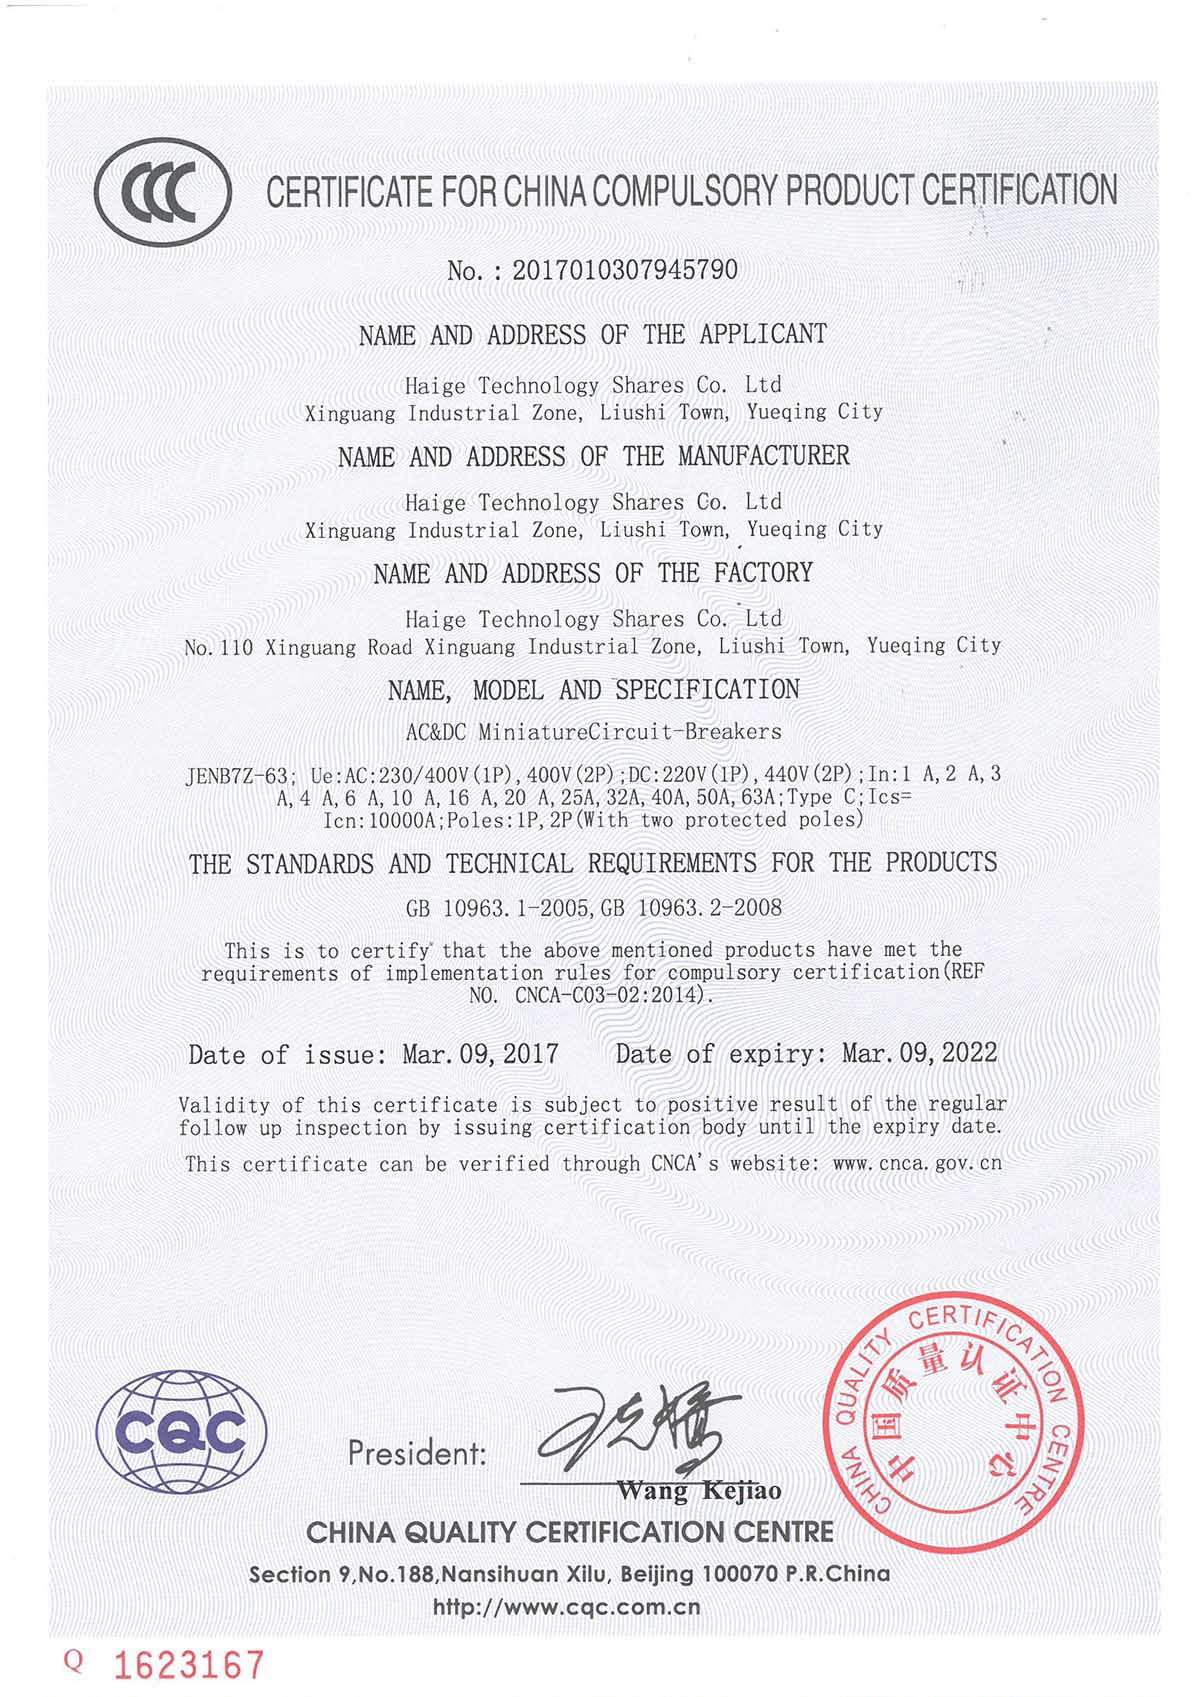 CCC
CERTIFICATE FOR CHINA COMPULSORY PRODUCT CERTIFICATION
No.: 2017010307945790
NAME AND ADDRESS OF THE APPLICANT
Haige Technology Shares Co. Ltd
Xinguang Industrial Zone, Liushi Town, Yueqing City
NAME AND ADDRESS OF THE MANUFACTURER
Haige Technology Shares Co. Ltd
Xinguang Industrial Zone, Liushi Town, Yueqing City
NAME AND ADDRESS OF THE FACTORY
Haige Technology Shares Co. Ltd
No.110 Xinguang Road Xinguang Industrial Zone, Liushi Town, Yueqing City
NAME, MODEL AND SPECIFICATION
AC&DC MiniatureCircuit-Breakers
JENB7Z-63; Ue:AC:230/400V(1P),400V(2P);DC:220V(1P),440V(2P);In:1 A,2 A,3
A,4 A,6 A,10 A,16 A,20 A,25A,32A,40A,50A,63A;Type C;Ics=
Icn:10000A;Poles:1P,2P(With two protected poles)
THE STANDARDS AND TECHNICAL REQUIREMENTS FOR THE PRODUCTS
GB 10963.1-2005,GB 10963.2-2008
This is to certify that the above mentioned products have met the
requirements of implementation rules for compulsory certification(REF
NO. CNCA-C03-02:2014).
Date of issue: Mar.09,2017 Date of expiry: Mar.09,2022
Validity of this certificate is subject to positive result of the regular
follow up inspection by issuing certification body until the expiry date.
This certificate can be verified through CNCA's website: www.cnca.gov.cn
CQC
President:
王克娇
Wang Kejiao
CHINA QUALITY CERTIFICATION CENTRE
中国质量认证中心
CHINA QUALITY CERTIFICATION CENTRE
Section 9,No.188,Nansihuan Xilu, Beijing 100070 P.R.China
http://www.cqc.com.cn
Q 1623167